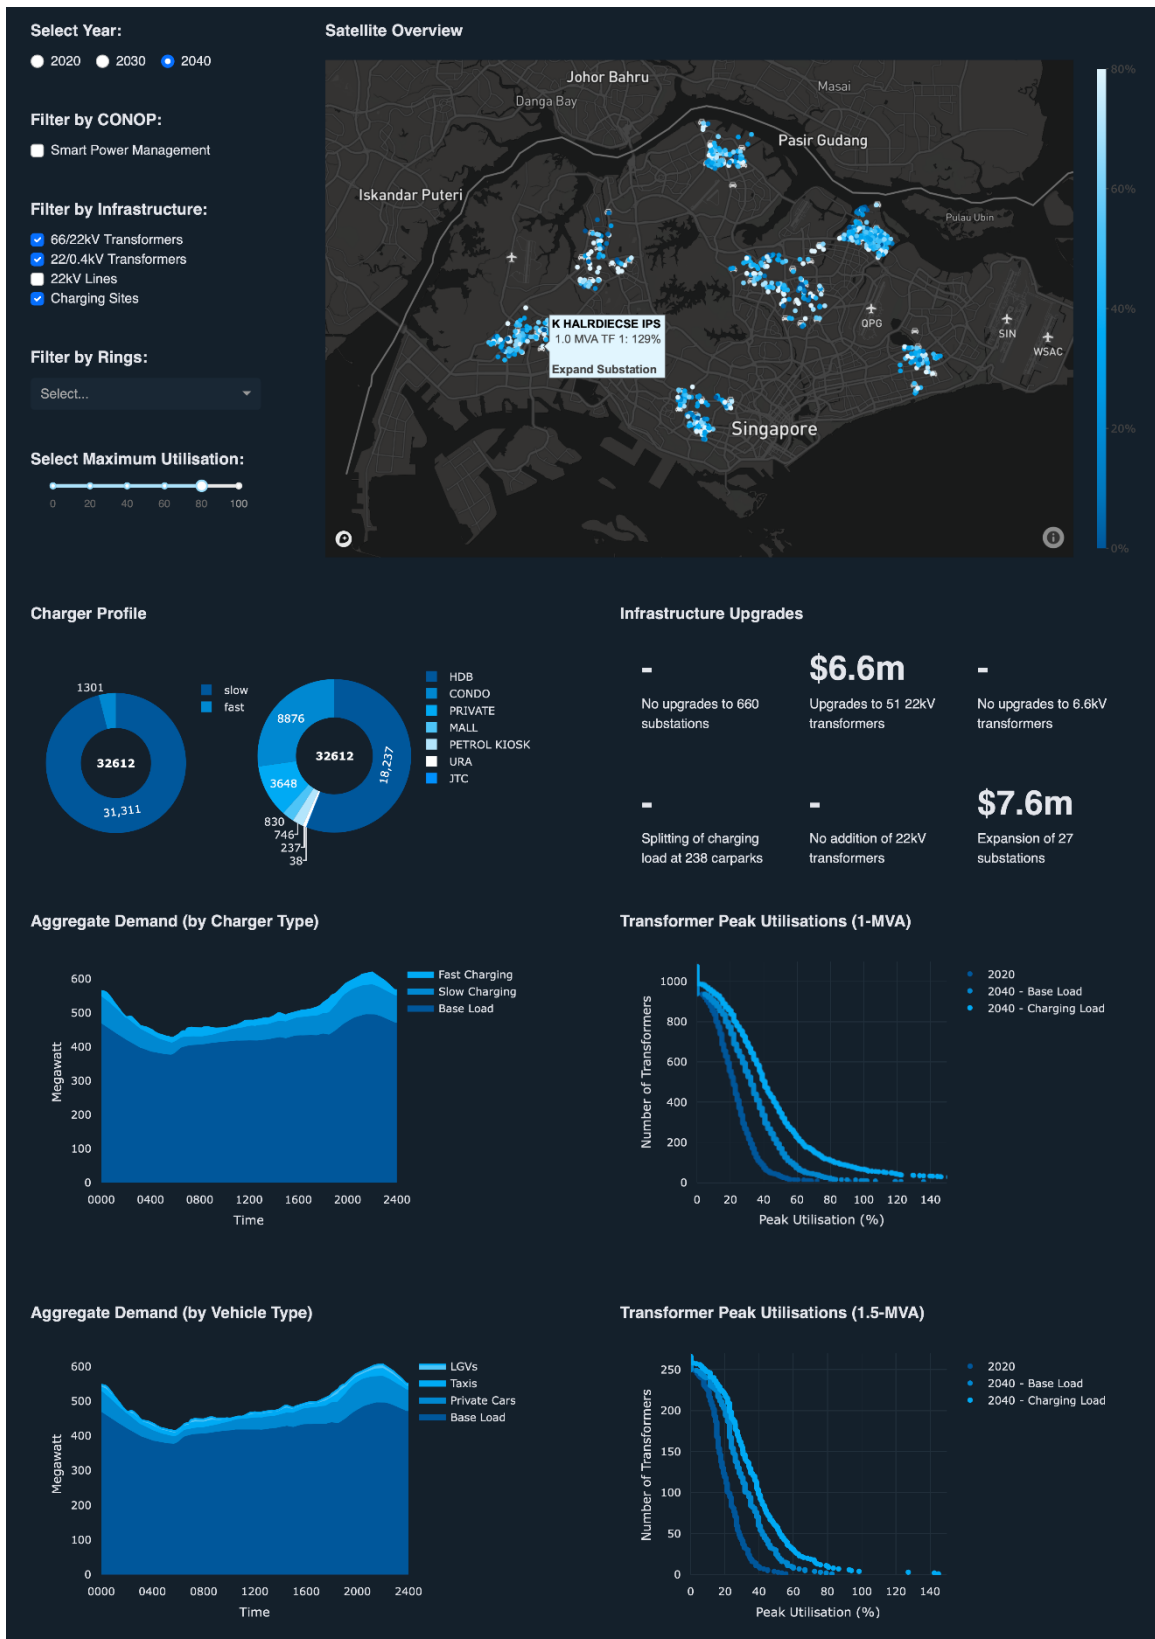 Select Year:
2020 2030 2040
Filter by CONOP:
Smart Power Management
Filter by Infrastructure:
66/22kV Transformers
22/0.4kV Transformers
22kV Lines
Charging Sites
Filter by Rings:
Select...
Select Maximum Utilisation:
0 20 40 60 80 100
Satellite Overview
Johor Bahru
Masai
Danga Bay
Pasir Gudang
Iskandar Puteri
Pulau Ubin
QPG
SIN
WSAC
K HALRDIECSE IPS
1.0 MVA TF 1: 129%
Expand Substation
Singapore
80%
60%
40%
20%
0%
Charger Profile
1301
32612
31,311
slow
fast
8876
3648
830
746
237
38
32612
18,237
HDB
CONDO
PRIVATE
MALL
PETROL KIOSK
URA
JTC
Infrastructure Upgrades
-
No upgrades to 660
substations
$6.6m
Upgrades to 51 22kV
transformers
-
No upgrades to 6.6kV
transformers
-
Splitting of charging
load at 238 carparks
-
No addition of 22kV
transformers
$7.6m
Expansion of 27
substations
Aggregate Demand (by Charger Type)
600
500
400
300
200
100
0
Megawatt
0000 0400 0800 1200 1600 2000 2400
Time
Fast Charging
Slow Charging
Base Load
Transformer Peak Utilisations (1-MVA)
1000
800
600
400
200
0
Number of Transformers
0 20 40 60 80 100 120 140
Peak Utilisation (%)
2020
2040 - Base Load
2040 - Charging Load
Aggregate Demand (by Vehicle Type)
600
500
400
300
200
100
0
Megawatt
0000 0400 0800 1200 1600 2000 2400
Time
LGVs
Taxis
Private Cars
Base Load
Transformer Peak Utilisations (1.5-MVA)
250
200
150
100
50
0
Number of Transformers
0 20 40 60 80 100 120 140
Peak Utilisation (%)
2020
2040 - Base Load
2040 - Charging Load